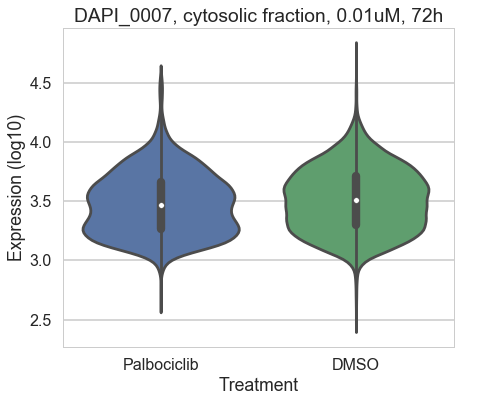 DAPI_0007, cytosolic fraction, 0.01uM, 72h
Expression (log10)
4.5
4.0
3.5
3.0
2.5
Palbociclib
DMSO
Treatment